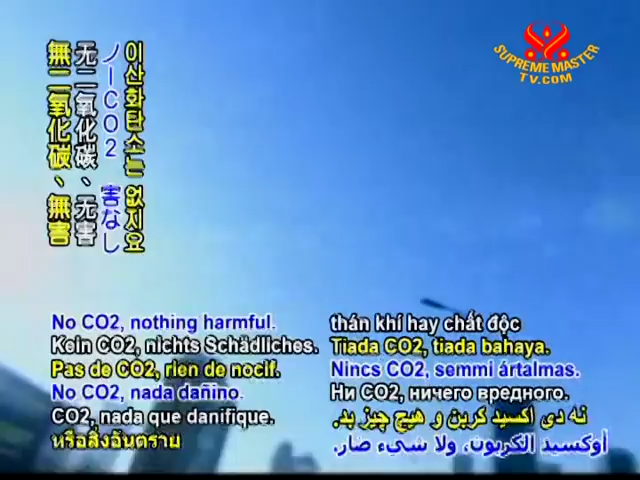 SUPREME MASTER
TV.COM
無二氧化碳、無害
无二氧化碳、无害
ノーCO2 害なし
이산화탄소는 없지요
No CO2, nothing harmful.
Kein CO2, nichts Schädliches.
Pas de CO2, rien de nocif.
No CO2, nada dañino.
CO2, nada que danifique.
หรือสิ่งอันตราย
thán khí hay chất độc
Tiada CO2, tiada bahaya.
Nincs CO2, semmi ártalmas.
Ни CO2, ничего вредного.
نه دی اکسید کربن و هیچ چیز بد.
أوكسيد الكربون، ولا شيء ضار.